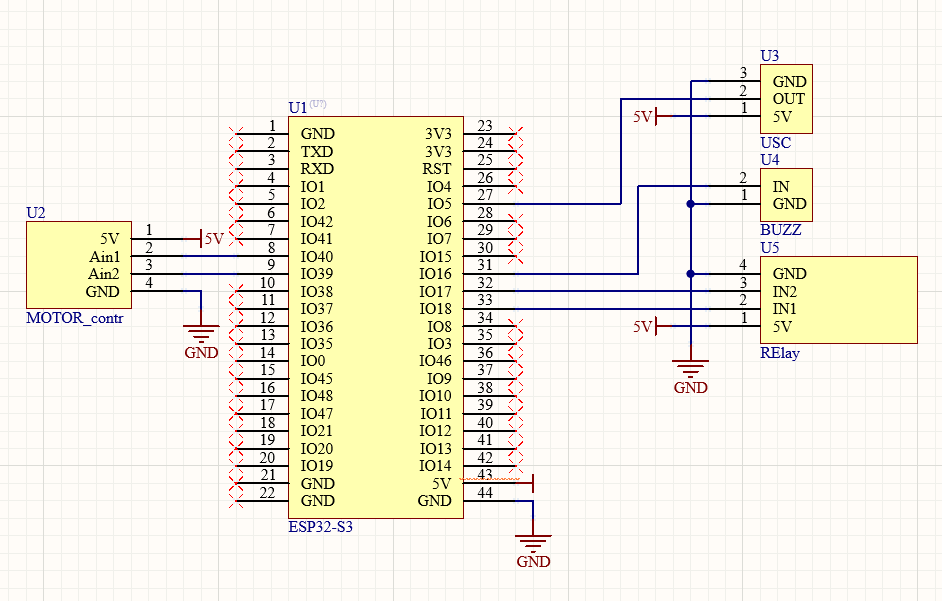 U1 (U?)
1 GND
2 TXD
3 RXD
4 IO1
5 IO2
6 IO42
7 IO41
8 IO40
9 IO39
10 IO38
11 IO37
12 IO36
13 IO35
14 IO0
15 IO45
16 IO48
17 IO47
18 IO21
19 IO20
20 IO19
21 GND
22 GND
3V3 23
3V3 24
RST 25
IO4 26
IO5 27
IO6 28
IO7 29
IO15 30
IO16 31
IO17 32
IO18 33
IO8 34
IO3 35
IO46 36
IO9 37
IO10 38
IO11 39
IO12 40
IO13 41
IO14 42
5V 43
GND 44
ESP32-S3
GND
U2
5V 1
Ain1 2
Ain2 3
GND 4
MOTOR_contr
5V
GND
U3
3 GND
2 OUT
1 5V
USC
5V
U4
2 IN
1 GND
BUZZ
U5
4 GND
3 IN2
2 IN1
1 5V
RElay
5V
GND